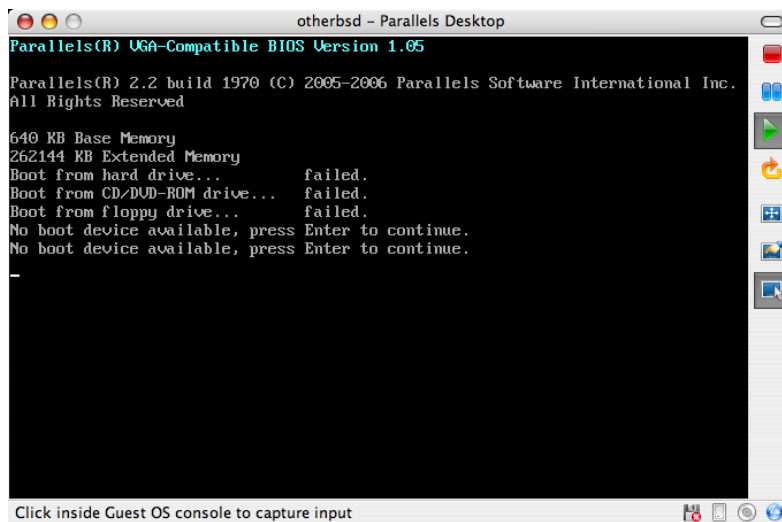 otherbsd – Parallels Desktop
Parallels(R) VGA-Compatible BIOS Version 1.05
Parallels(R) 2.2 build 1970 (C) 2005-2006 Parallels Software International Inc.
All Rights Reserved
640 KB Base Memory
262144 KB Extended Memory
Boot from hard drive... failed.
Boot from CD/DVD-ROM drive... failed.
Boot from floppy drive... failed.
No boot device available, press Enter to continue.
No boot device available, press Enter to continue.
Click inside Guest OS console to capture input